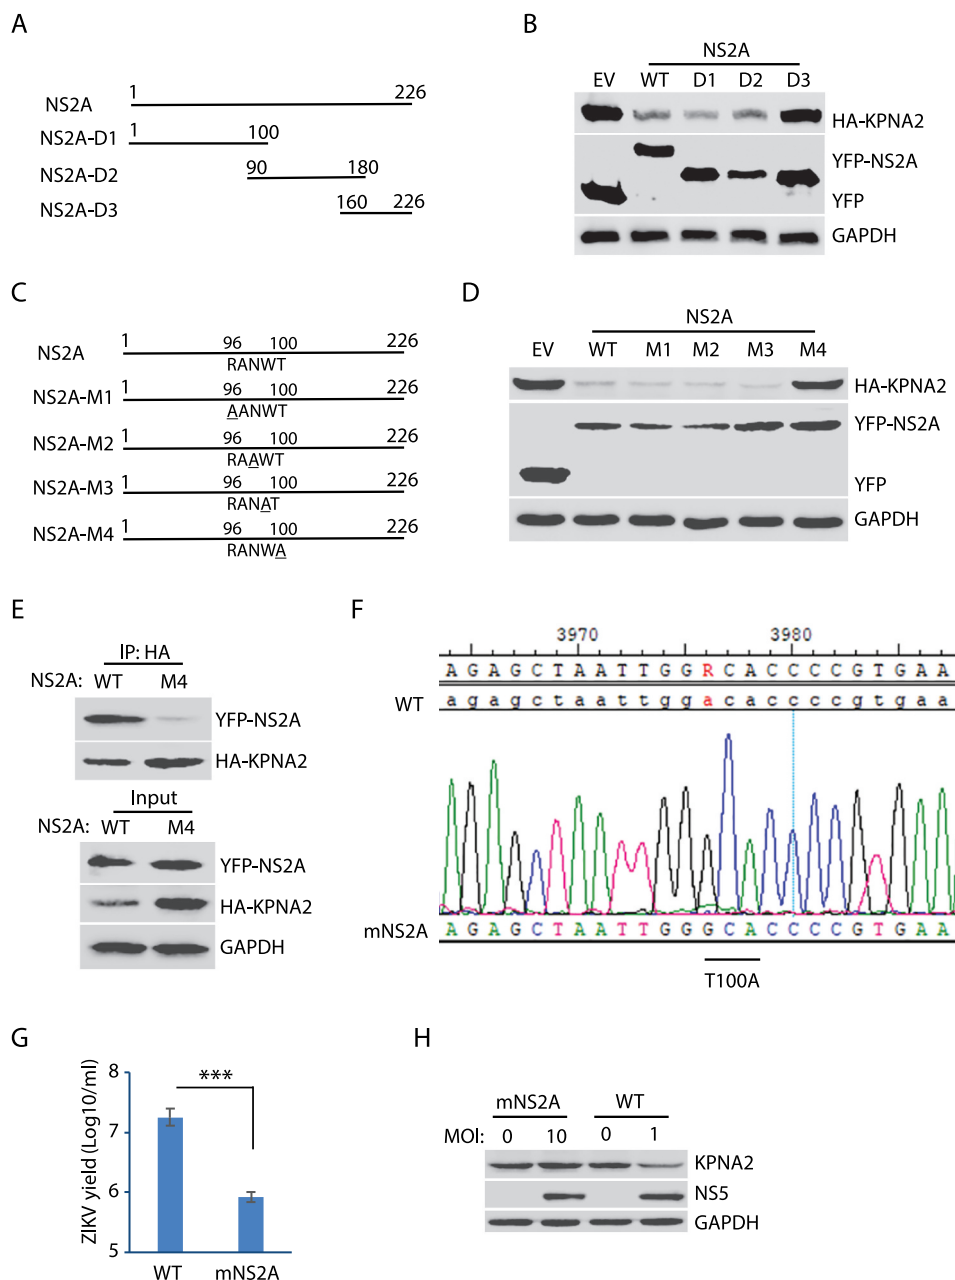 A
1 226
NS2A
1 100
NS2A-D1
90 180
NS2A-D2
160 226
NS2A-D3
B
NS2A
EV WT D1 D2 D3
HA-KPNA2
YFP-NS2A
YFP
GAPDH
C
1 96 100 226
NS2A
RANWT
1 96 100 226
NS2A-M1
AANWT
1 96 100 226
NS2A-M2
RAAWT
1 96 100 226
NS2A-M3
RANAT
1 96 100 226
NS2A-M4
RANWA
D
NS2A
EV WT M1 M2 M3 M4
HA-KPNA2
YFP-NS2A
YFP
GAPDH
E
IP: HA
NS2A: WT M4
YFP-NS2A
HA-KPNA2
Input
NS2A: WT M4
YFP-NS2A
HA-KPNA2
GAPDH
F
3970 3980
A G A G C T A A T T G G R C A C C C C G T G A A
WT a g a g c t a a t t g g a c a c c c c g t g a a
mNS2A A G A G C T A A T T G G G C A C C C C G T G A A
T100A
G
ZIKV yield (Log10/ml)
8
7
6
5
***
WT mNS2A
H
mNS2A WT
MOI: 0 10 0 1
KPNA2
NS5
GAPDH